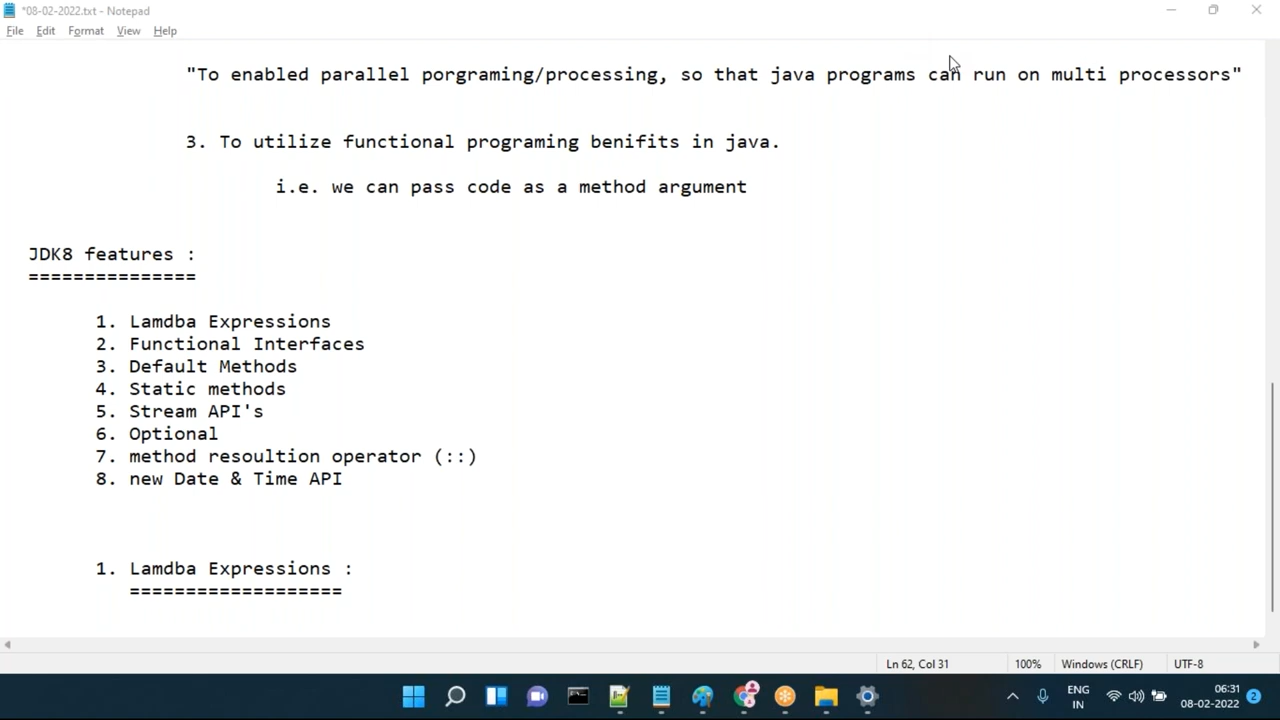 *08-02-2022.txt - Notepad
File Edit Format View Help
"To enabled parallel porgraming/processing, so that java programs can run on multi processors"
3. To utilize functional programing benifits in java.
i.e. we can pass code as a method argument
JDK8 features :
===============
1. Lamdba Expressions
2. Functional Interfaces
3. Default Methods
4. Static methods
5. Stream API's
6. Optional
7. method resoultion operator (::)
8. new Date & Time API
1. Lamdba Expressions :
===================
Ln 62, Col 31 100% Windows (CRLF) UTF-8
ENG 06:31
IN 08-02-2022 2